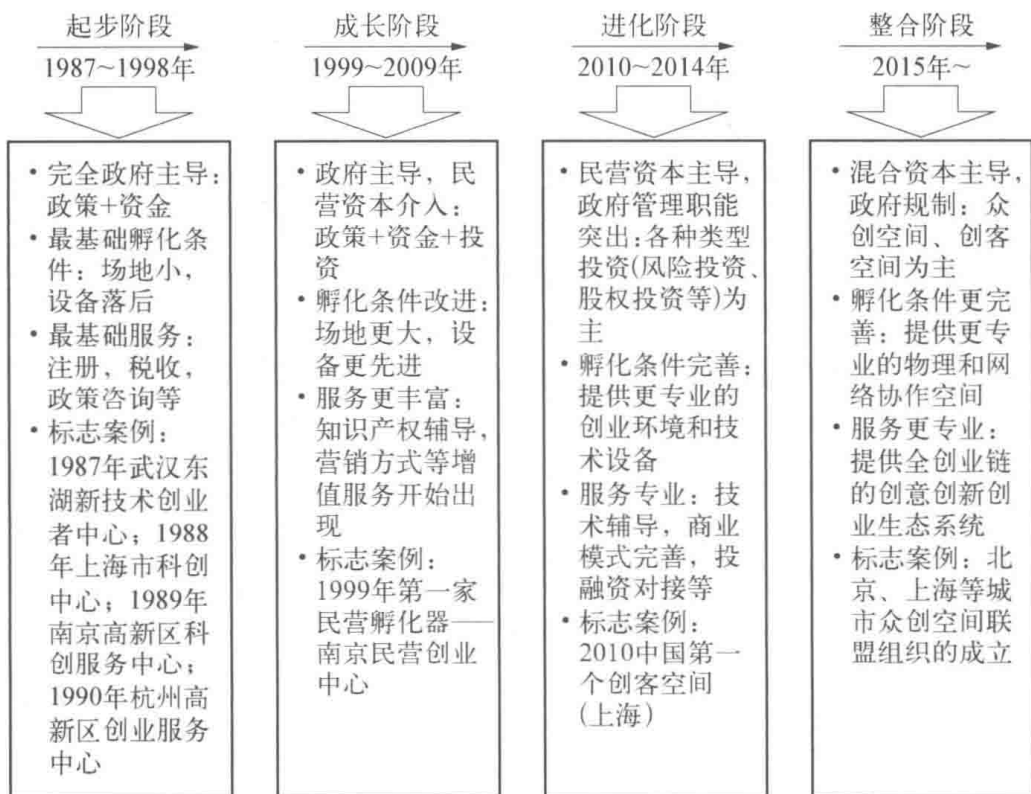 起步阶段
1987~1998年
• 完全政府主导：
政策+资金
• 最基础孵化条
件：场地小，
设备落后
• 最基础服务：
注册，税收，
政策咨询等
• 标志案例：
1987年武汉东
湖新技术创业
者中心；1988
年上海市科创
中心；1989年
南京高新区科
创服务中心；
1990年杭州高
新区创业服务
中心
成长阶段
1999~2009年
• 政府主导，民
营资本介入：
政策+资金+投
资
• 孵化条件改进：
场地更大，设
备更先进
• 服务更丰富：
知识产权辅导，
营销方式等增
值服务开始出
现
• 标志案例：
1999年第一家
民营孵化器——
南京民营创业
中心
进化阶段
2010~2014年
• 民营资本主导，
政府管理职能
突出：各种类型
投资(风险投资、
股权投资等)为
主
• 孵化条件完善：
提供更专业的
创业环境和技
术设备
• 服务专业：技
术辅导，商业
模式完善，投
融资对接等
• 标志案例：
2010中国第一
个创客空间
(上海)
整合阶段
2015年~
• 混合资本主导，
政府规制：众
创空间、创客
空间为主
• 孵化条件更完
善：提供更专
业的物理和网
络协作空间
• 服务更专业：
提供全创业链
的创意创新创
业生态系统
• 标志案例：北
京、上海等城
市众创空间联
盟组织的成立